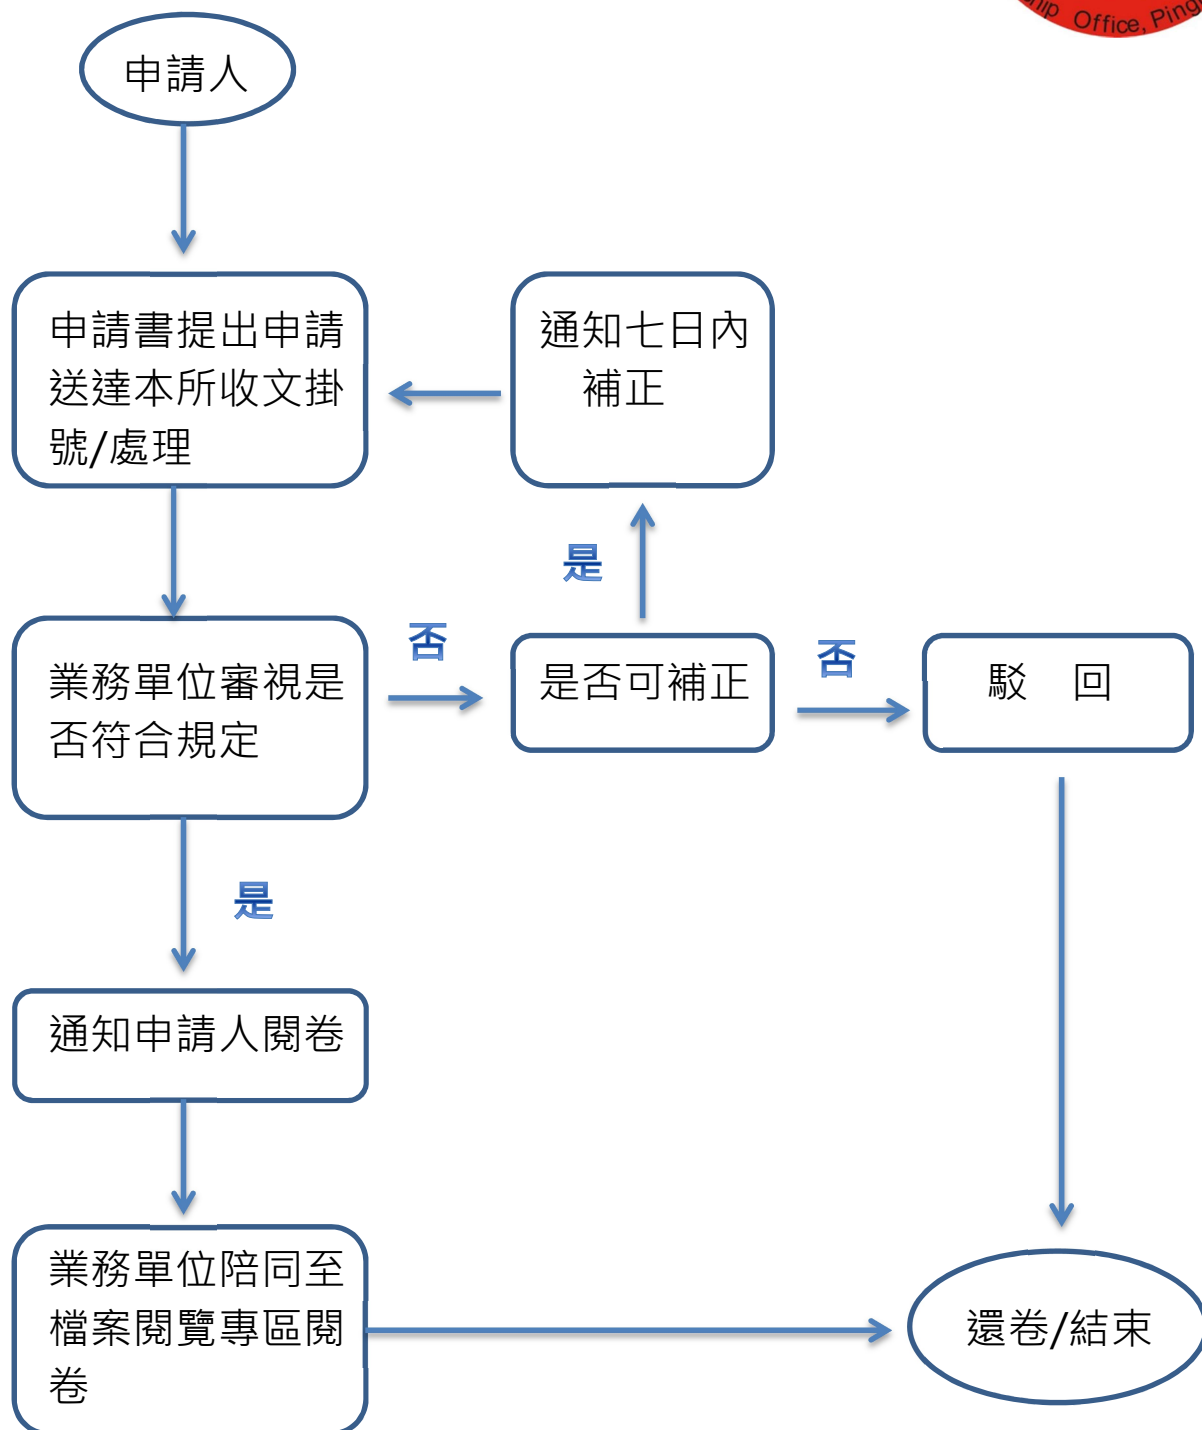 Office, Ping
申請人
申請書提出申請
送達本所收文掛
號/處理
通知七日內
補正
是
業務單位審視是
否符合規定
否
是否可補正
否
駁 回
是
通知申請人閱卷
業務單位陪同至
檔案閱覽專區閱
卷
還卷/結束